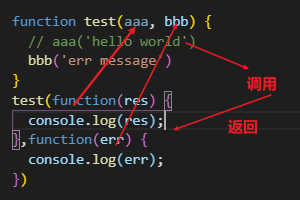 function test(aaa, bbb) {
  // aaa('hello world')
  bbb('err message')
}
test(function(res) {
  console.log(res);
},function(err) {
  console.log(err);
})
调用
返回